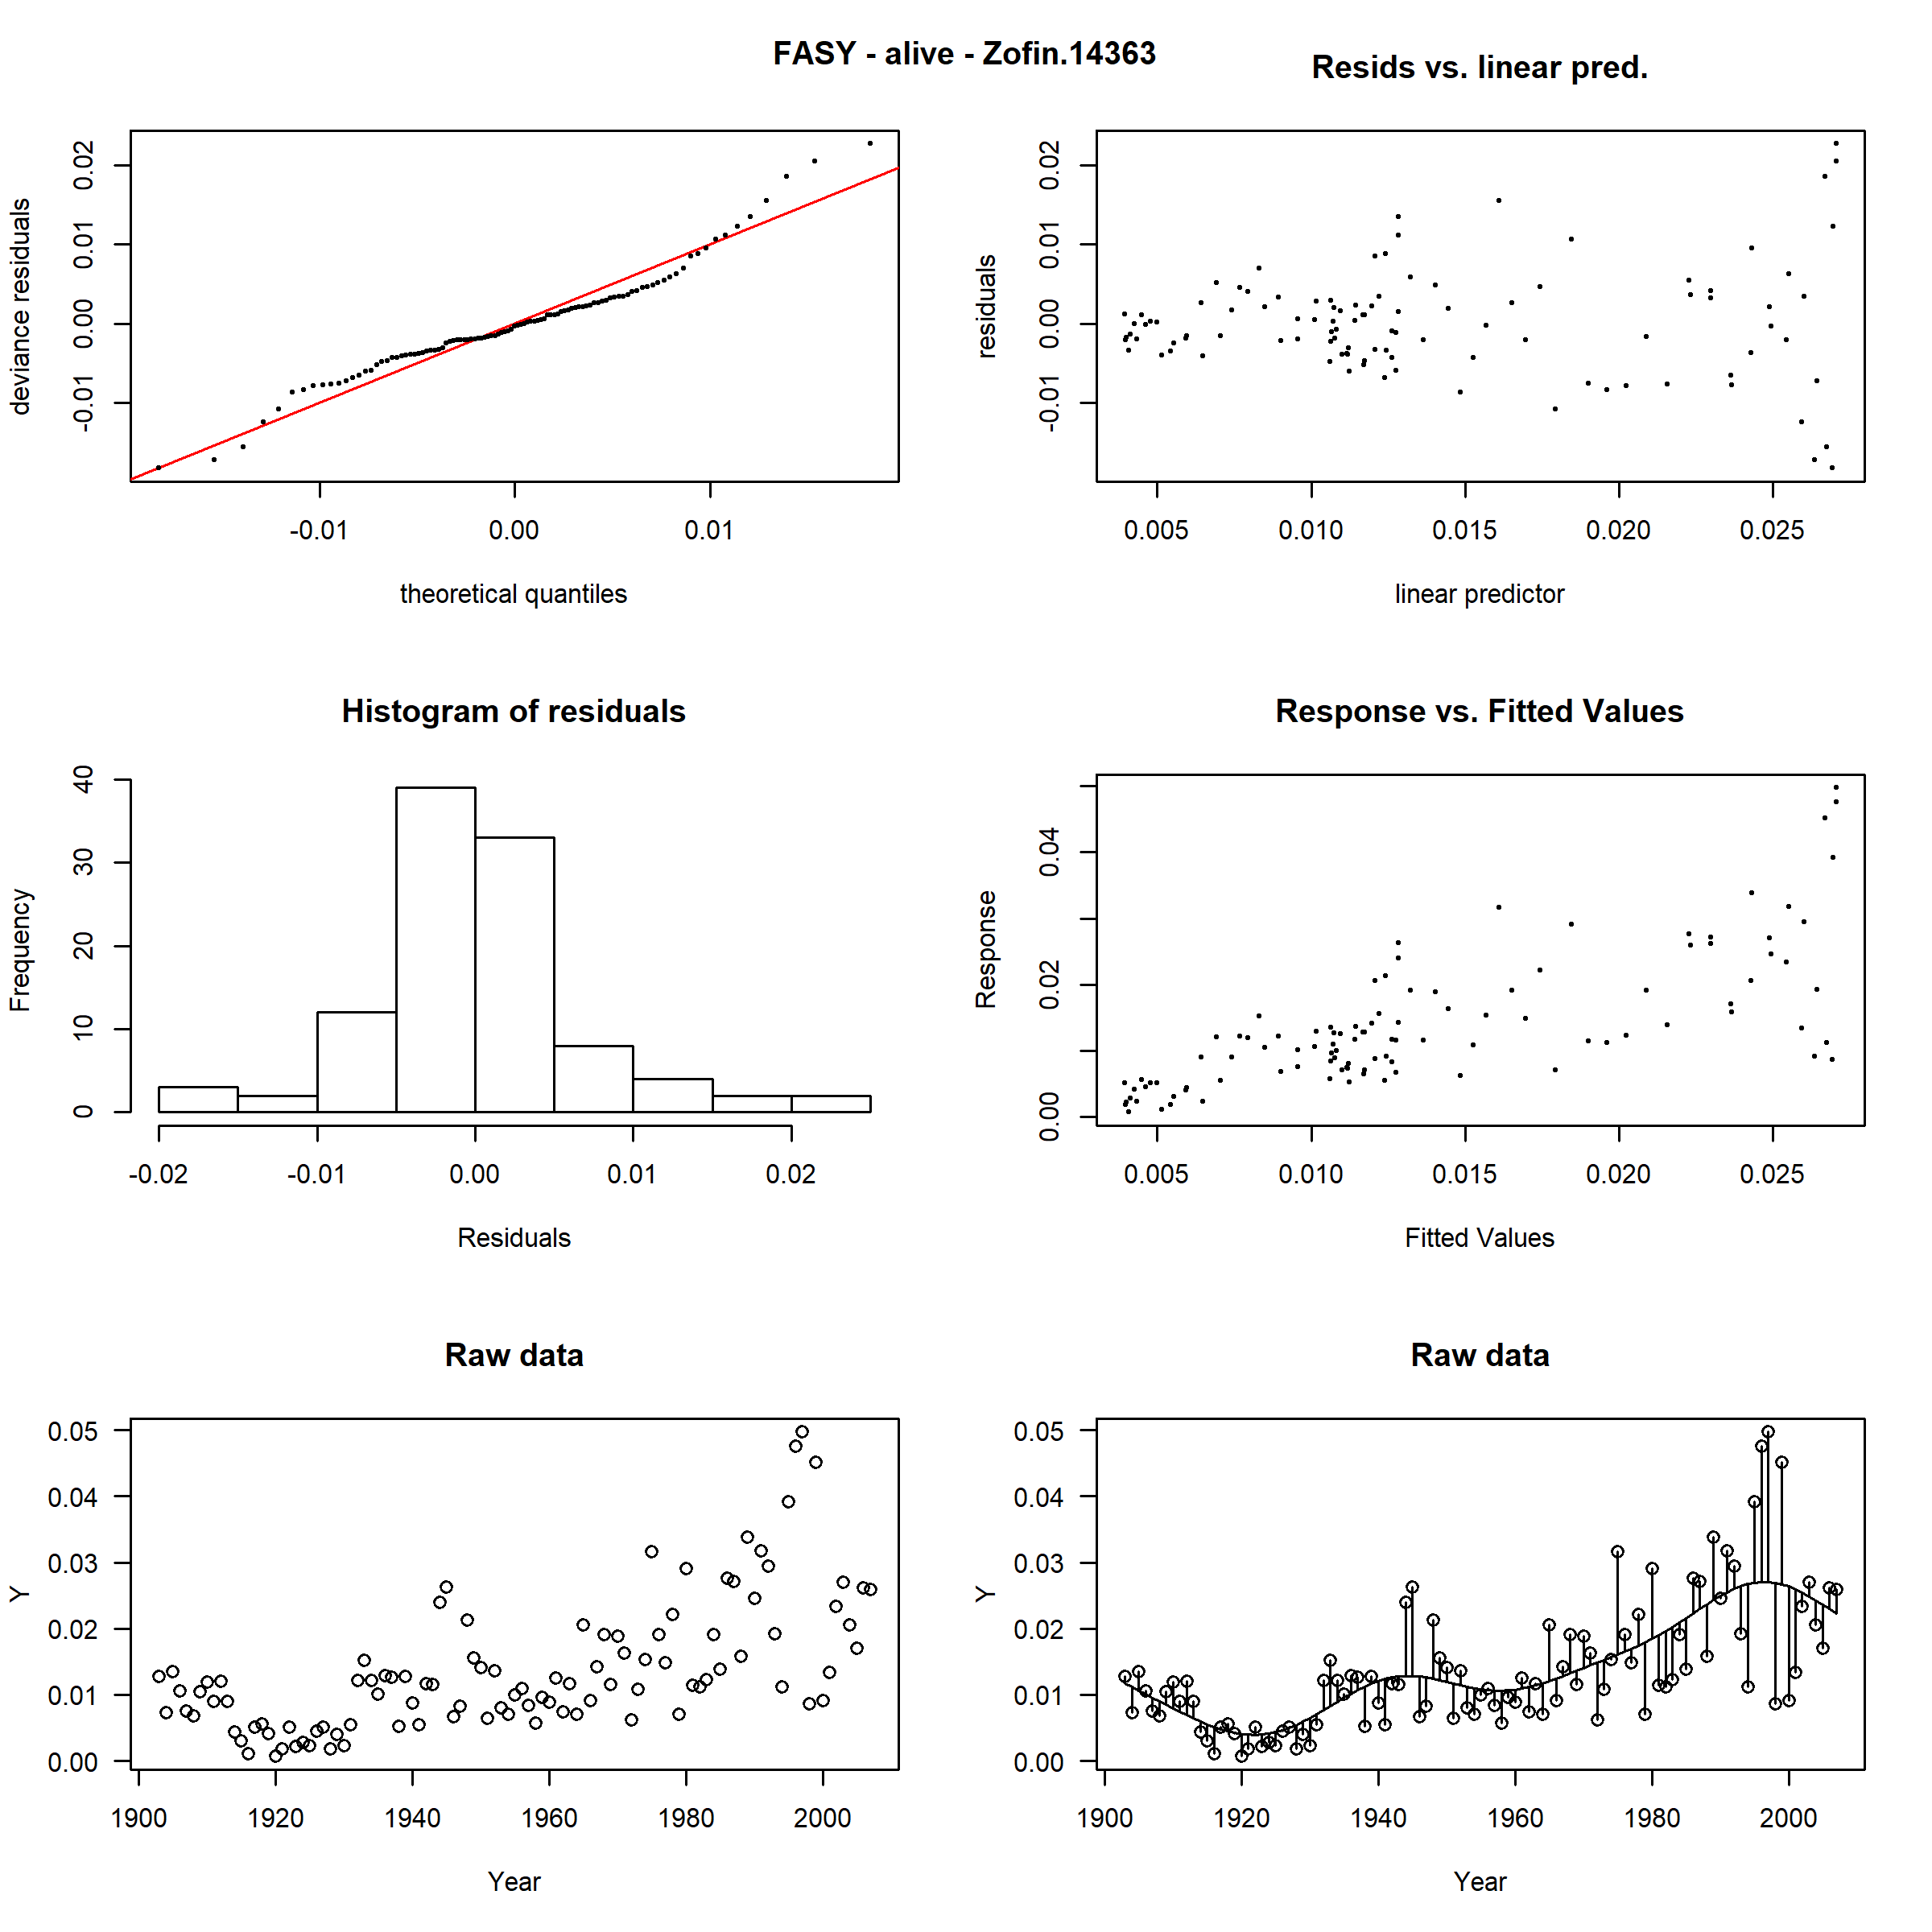 FASY - alive - Zofin.14363
Resids vs. linear pred.
deviance residuals
-0.01 0.00 0.01 0.02
-0.01 0.00 0.01
theoretical quantiles
residuals
-0.01 0.00 0.01 0.02
0.005 0.010 0.015 0.020 0.025
linear predictor
Histogram of residuals
Frequency
0 10 20 30 40
-0.02 -0.01 0.00 0.01 0.02
Residuals
Response vs. Fitted Values
Response
0.00 0.02 0.04
0.005 0.010 0.015 0.020 0.025
Fitted Values
Raw data
Y
0.05
0.04
0.03
0.02
0.01
0.00
1900 1920 1940 1960 1980 2000
Year
Raw data
Y
0.05
0.04
0.03
0.02
0.01
0.00
1900 1920 1940 1960 1980 2000
Year